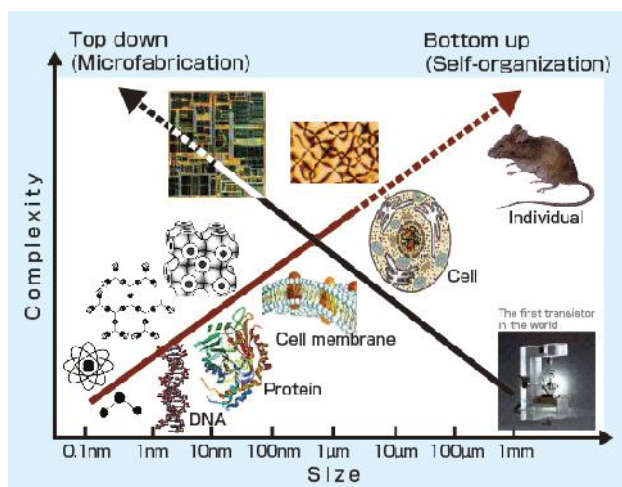 Top down
(Microfabrication)
Bottom up
(Self-organization)
Complexity
Individual
Cell
The first transistor
in the world
Cell membrane
Protein
DNA
0.1nm 1nm 10nm 100nm 1μm 10μm 100μm 1mm
Size